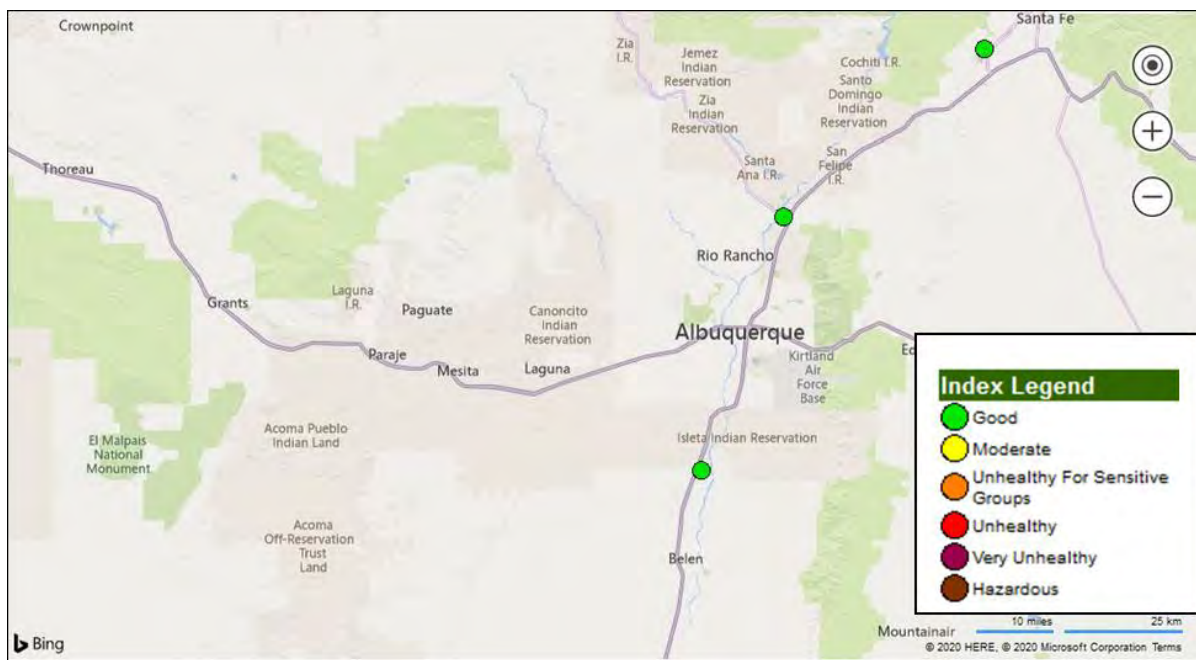 Crownpoint
Santa Fe
Zia
I.R.
Jemez
Indian
Reservation
Cochiti I.R.
Zia
Indian
Reservation
Santo
Domingo
Indian
Reservation
Thoreau
Santa
Ana I.R.
San
Felipe
I.R.
Rio Rancho
Grants
Laguna
I.R.
Paguate
Canoncito
Indian
Reservation
Albuquerque
Paraje
Mesita
Laguna
Kirtland
Air
Force
Base
Ed
El Malpais
National
Monument
Acoma Pueblo
Indian Land
Isleta Indian Reservation
Acoma
Off-Reservation
Trust
Land
Belen
Index Legend
Good
Moderate
Unhealthy For Sensitive
Groups
Unhealthy
Very Unhealthy
Hazardous
Bing
Mountainair
10 miles
25 km
© 2020 HERE, © 2020 Microsoft Corporation Terms